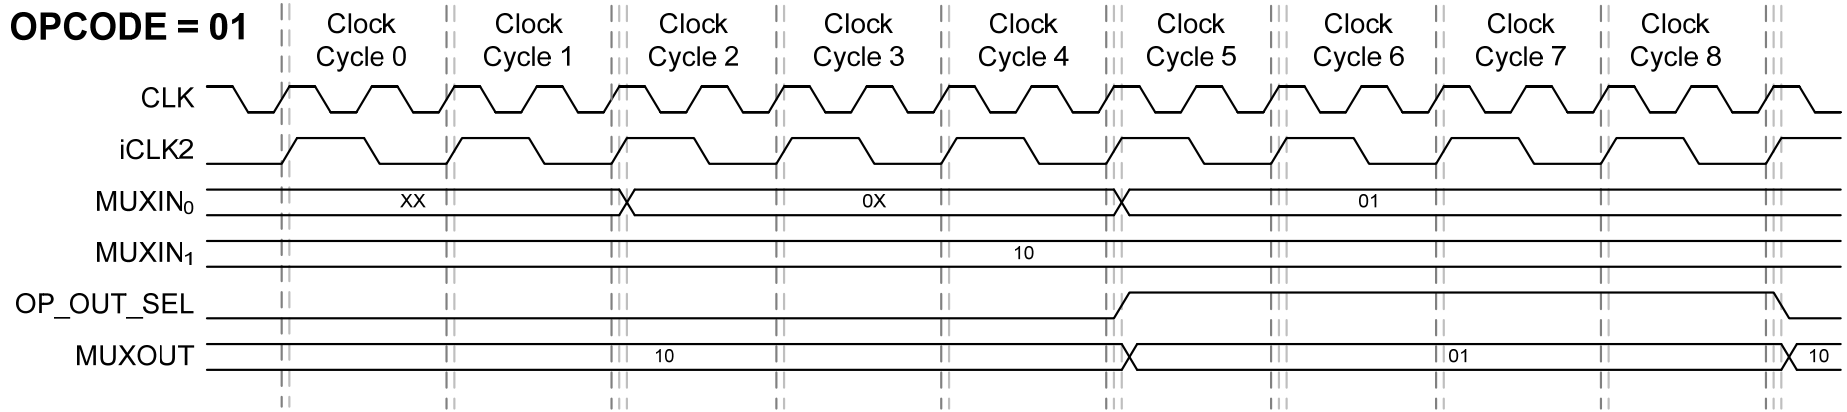 OPCODE = 01
Clock Cycle 0
Clock Cycle 1
Clock Cycle 2
Clock Cycle 3
Clock Cycle 4
Clock Cycle 5
Clock Cycle 6
Clock Cycle 7
Clock Cycle 8
CLK
iCLK2
MUXIN₀ XX 0X 01
MUXIN₁ 10
OP_OUT_SEL
MUXOUT 10 01 10